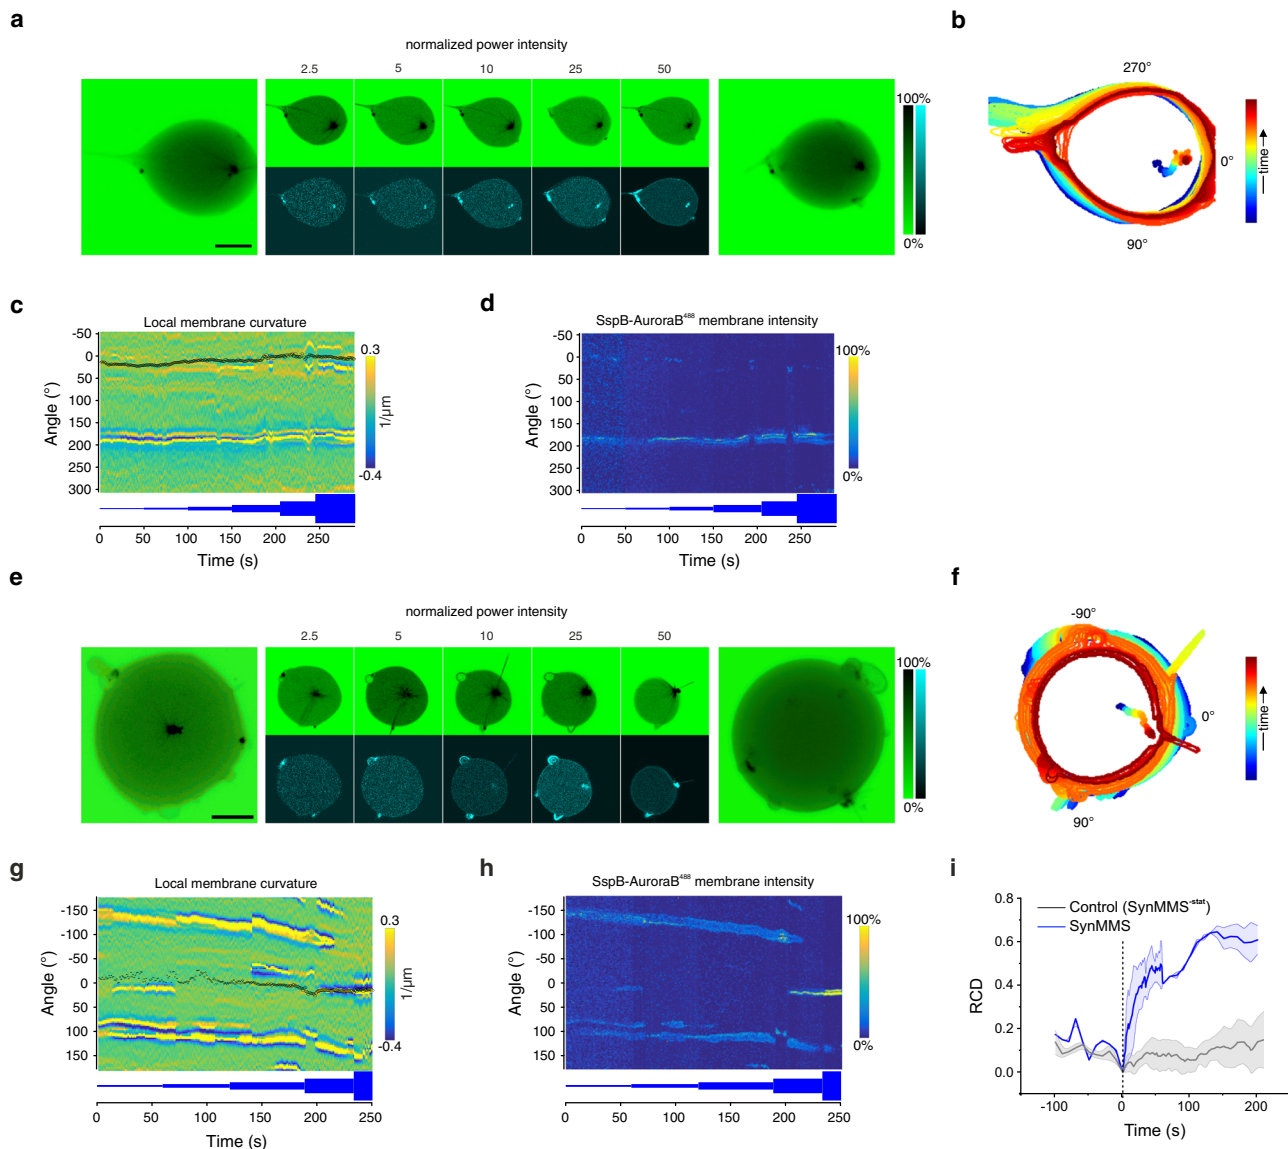 a
normalized power intensity
2.5 5 10 25 50
100%
0%
b
270°
0°
90°
time
c
Local membrane curvature
Angle (°)
-50
0
50
100
150
200
250
300
0.3
1/µm
-0.4
0 50 100 150 200 250
Time (s)
d
SspB-AuroraB⁴⁸⁸ membrane intensity
Angle (°)
-50
0
50
100
150
200
250
300
100%
0%
0 50 100 150 200 250
Time (s)
e
normalized power intensity
2.5 5 10 25 50
100%
0%
f
-90°
0°
90°
time
g
Local membrane curvature
Angle (°)
-150
-100
-50
0
50
100
150
0.3
1/µm
-0.4
0 50 100 150 200 250
Time (s)
h
SspB-AuroraB⁴⁸⁸ membrane intensity
Angle (°)
-150
-100
-50
0
50
100
150
100%
0%
0 50 100 150 200 250
Time (s)
i
Control (SynMMS⁻ˢᵗᵃᵗ)
SynMMS
RCD
0.8
0.6
0.4
0.2
0.0
-100 0 100 200
Time (s)